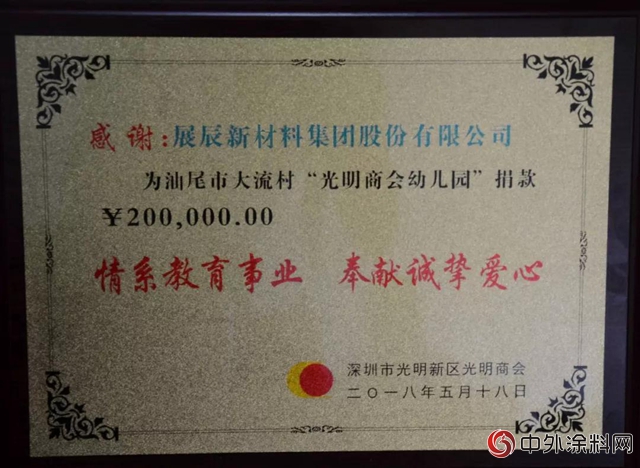 感谢:展辰新材料集团股份有限公司
为汕尾市大流村“光明商会幼儿园”捐款
￥200,000.00
情系教育事业 奉献诚挚爱心
深圳市光明新区光明商会
二〇一八年五月十八日
中外涂料网